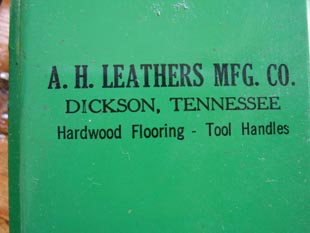 A. H. LEATHERS MFG. CO.
DICKSON, TENNESSEE
Hardwood Flooring - Tool Handles